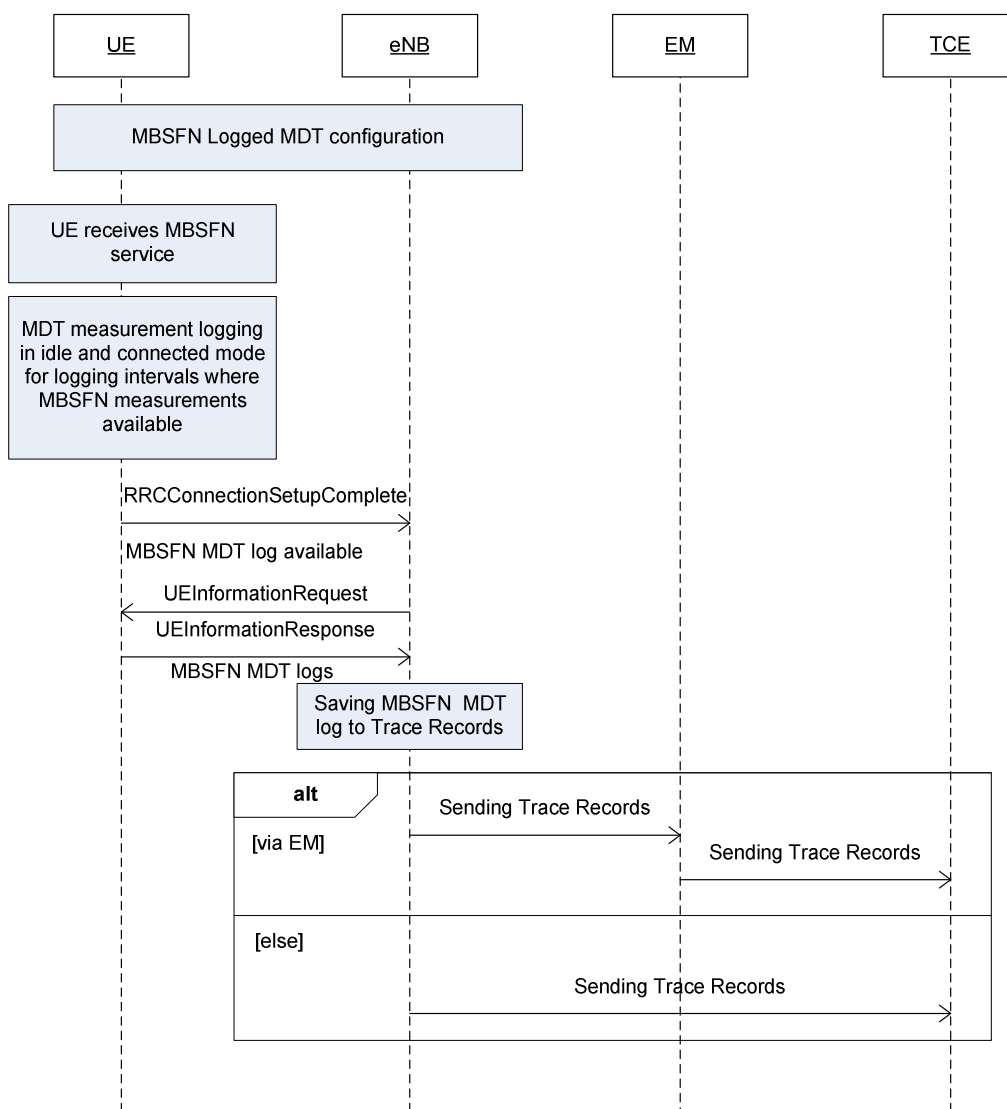 UE
eNB
EM
TCE
MBSFN Logged MDT configuration
UE receives MBSFN
service
MDT measurement logging
in idle and connected mode
for logging intervals where
MBSFN measurements
available
RRCConnectionSetupComplete
MBSFN MDT log available
UEInformationRequest
UEInformationResponse
MBSFN MDT logs
Saving MBSFN MDT
log to Trace Records
alt
Sending Trace Records
[via EM]
Sending Trace Records
[else]
Sending Trace Records